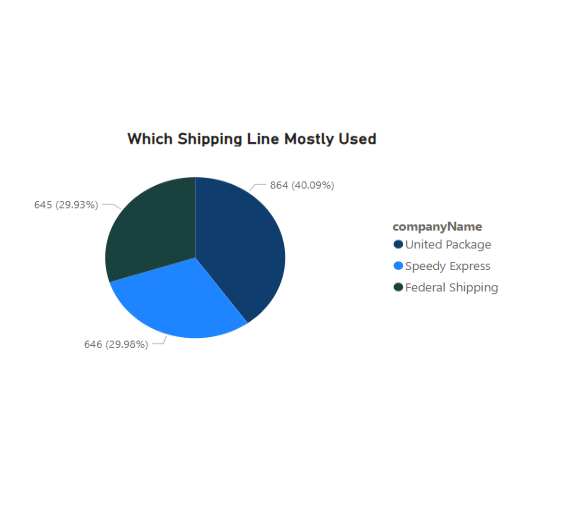 Which Shipping Line Mostly Used
864 (40.09%)
645 (29.93%)
646 (29.98%)
companyName
United Package
Speedy Express
Federal Shipping